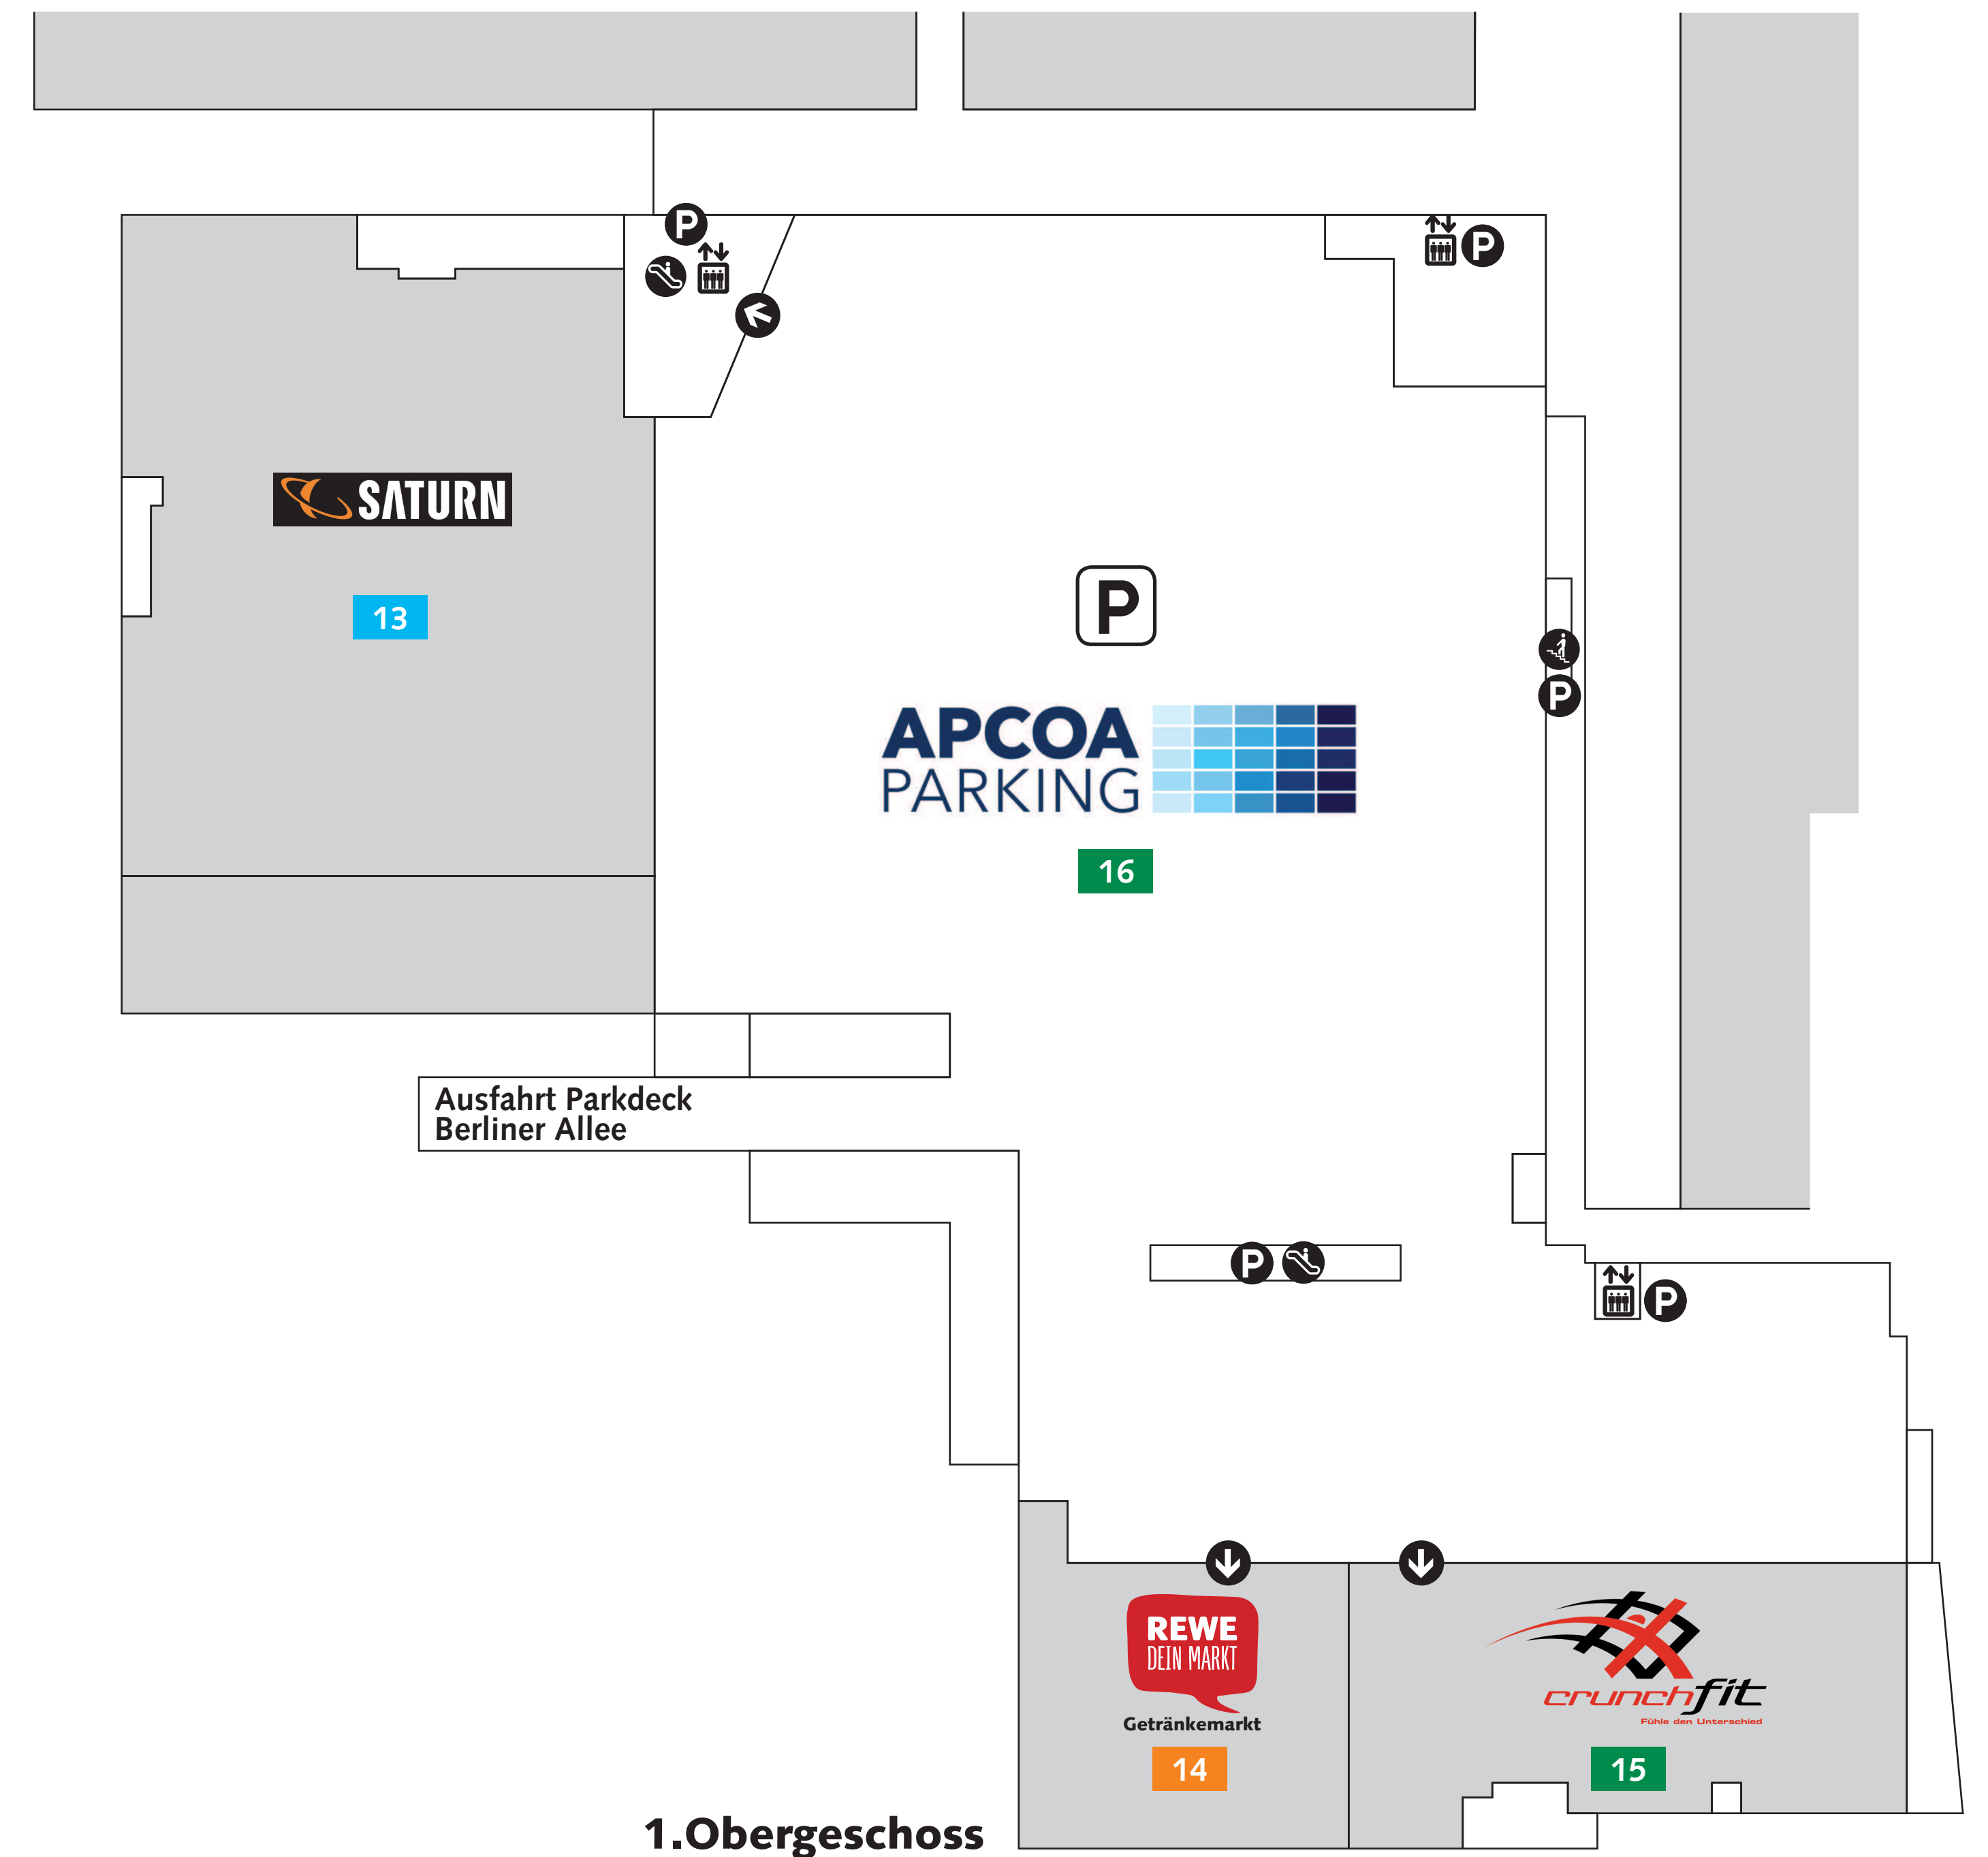 P
P
SATURN
13
P
P
APCOA
PARKING
16
Ausfahrt Parkdeck
Berliner Allee
P
P
REWE
DEIN MARKT
Getränkemarkt
14
crunchfit
Fühle den Unterschied
15
1.Obergeschoss